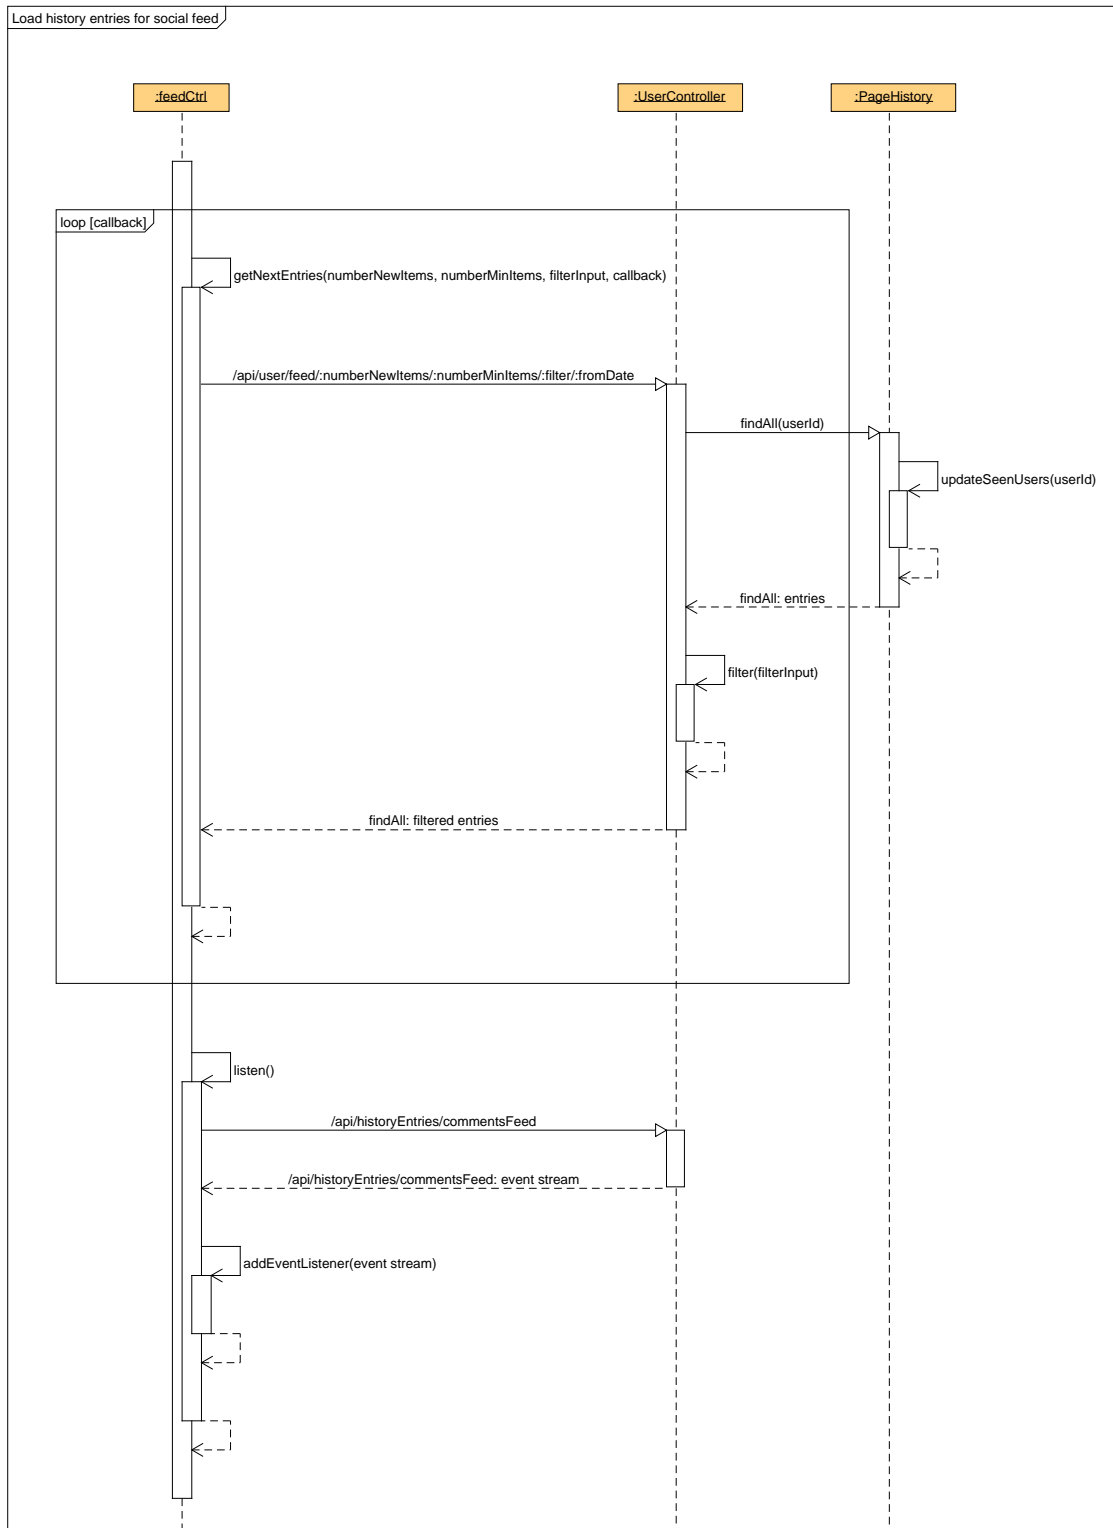 Load history entries for social feed
:feedCtrl
:UserController
:PageHistory
loop [callback]
getNextEntries(numberNewItems, numberMinItems, filterInput, callback)
/api/user/feed/:numberNewItems/:numberMinItems/:filter/:fromDate
findAll(userId)
updateSeenUsers(userId)
findAll: entries
filter(filterInput)
findAll: filtered entries
listen()
/api/historyEntries/commentsFeed
/api/historyEntries/commentsFeed: event stream
addEventListener(event stream)